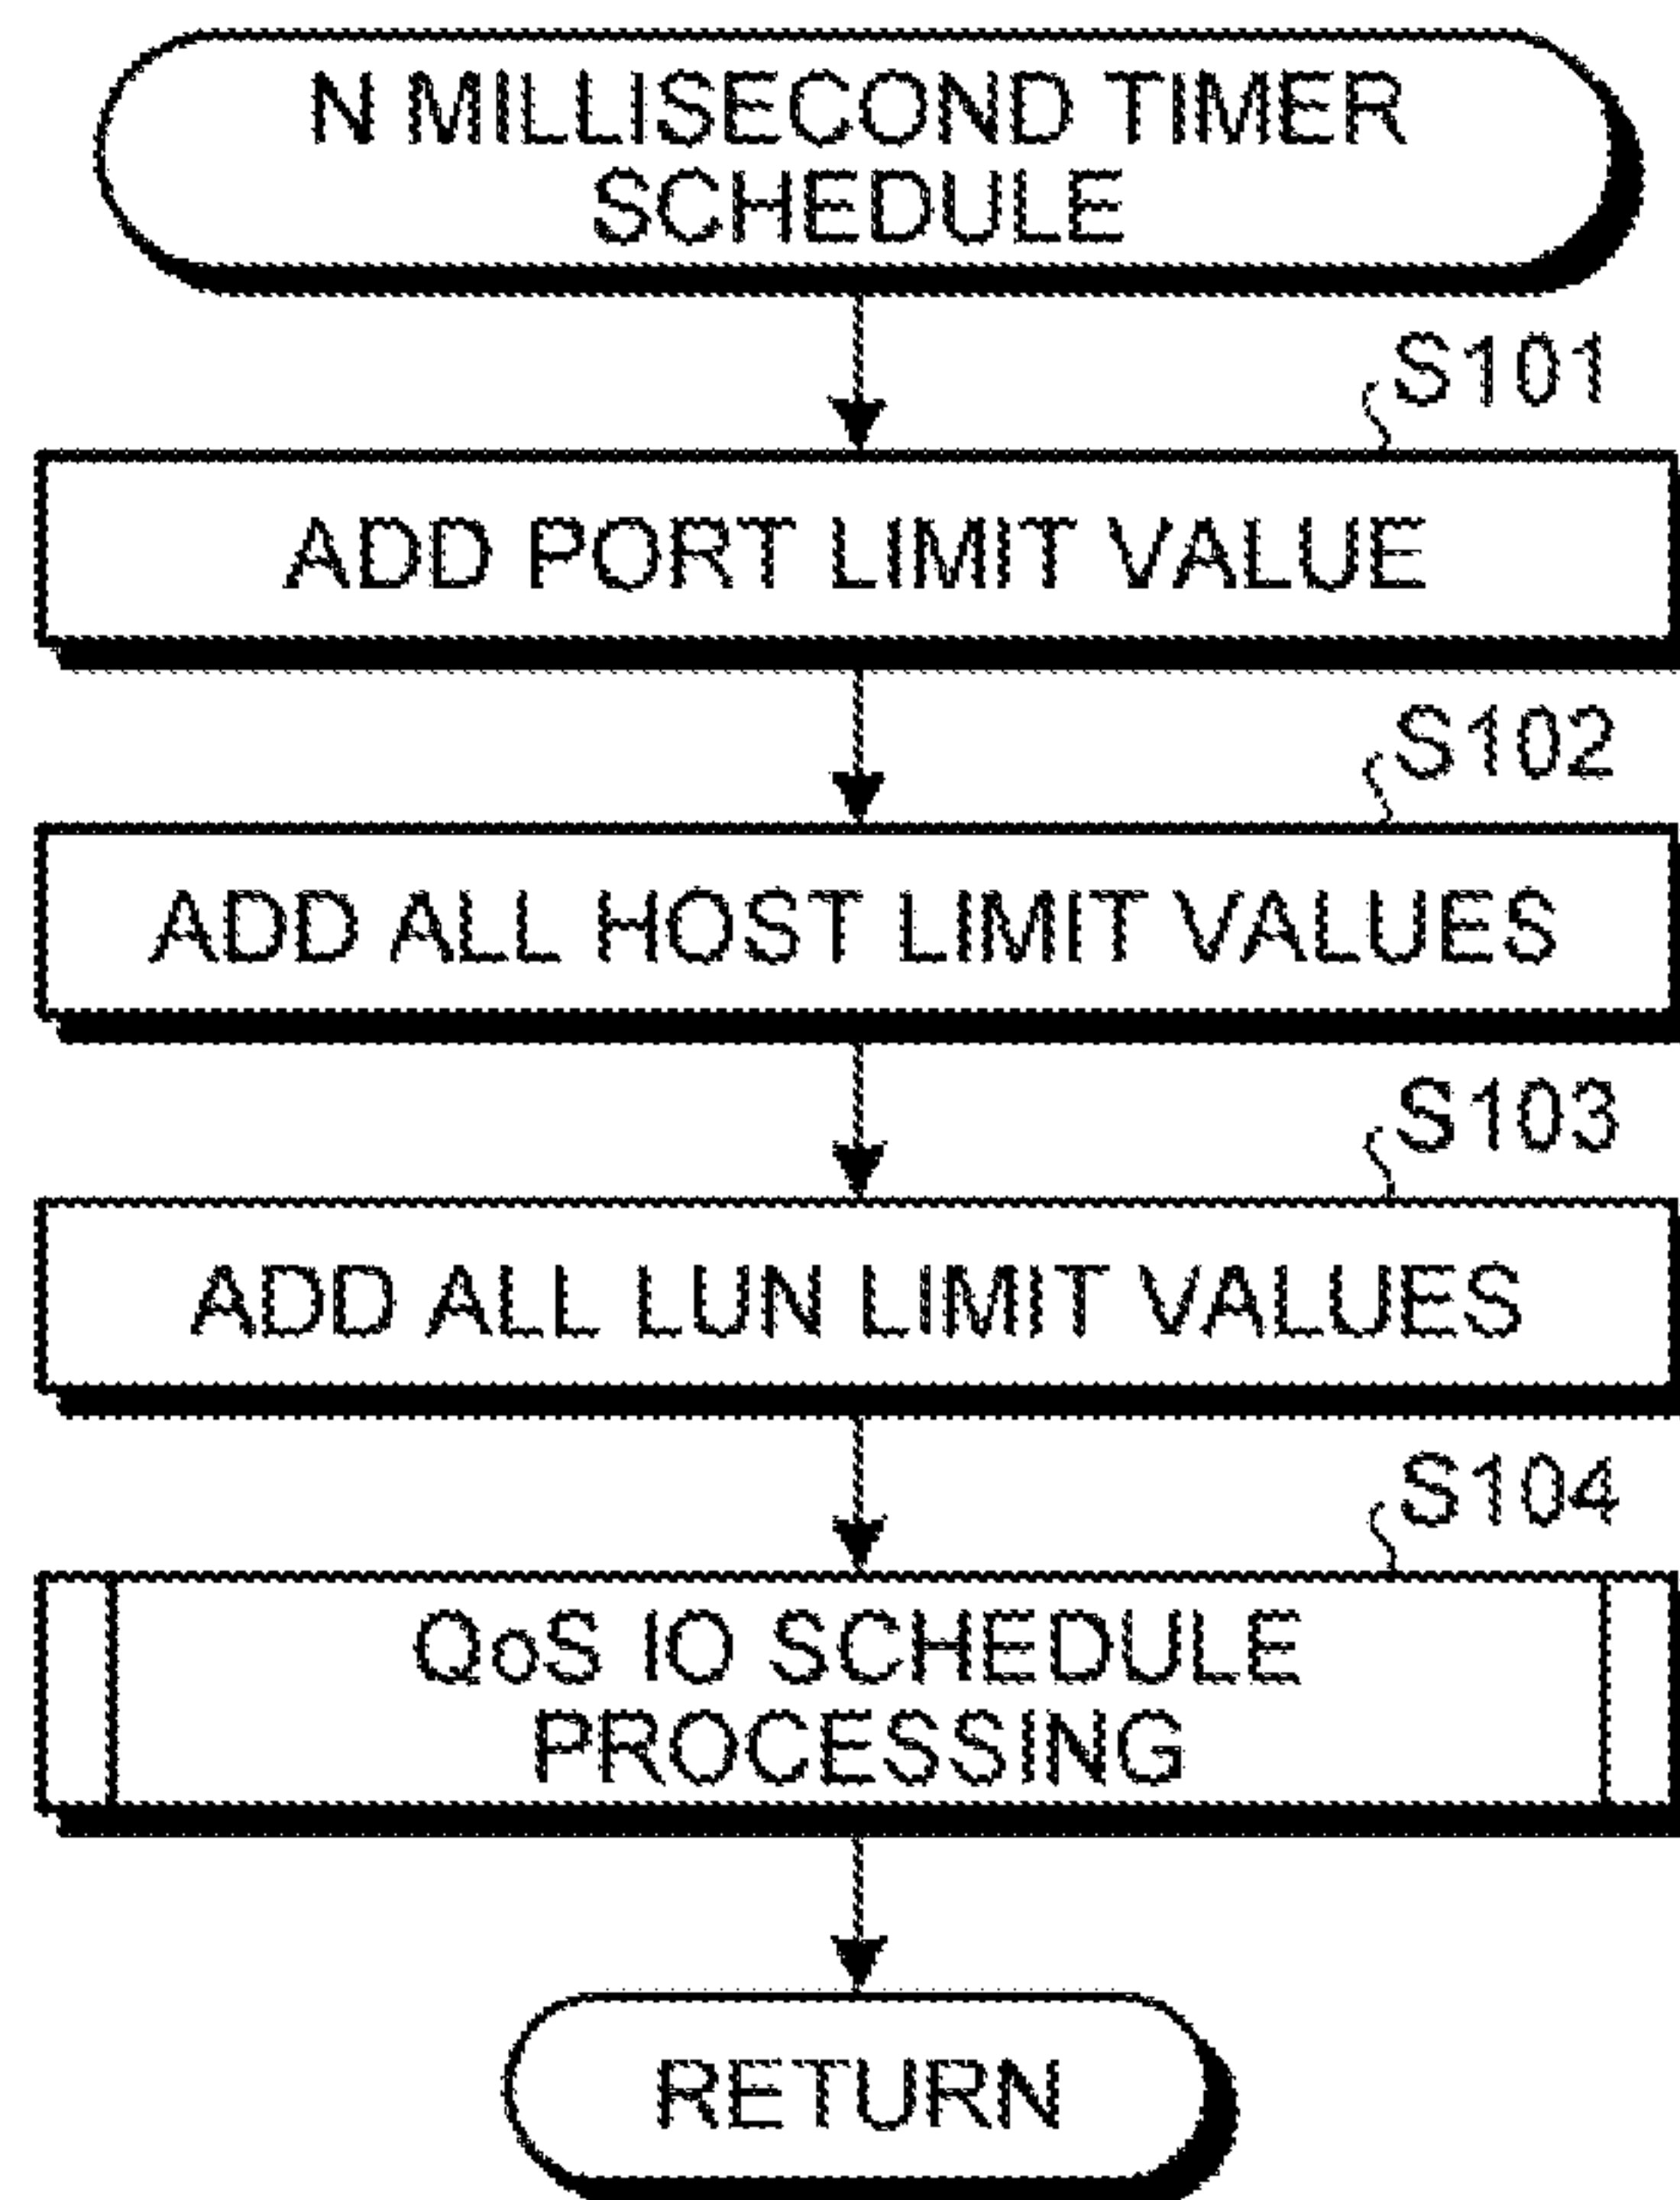 N MILLISECOND TIMER
SCHEDULE
S101
ADD PORT LIMIT VALUE
S102
ADD ALL HOST LIMIT VALUES
S103
ADD ALL LUN LIMIT VALUES
S104
QoS IO SCHEDULE
PROCESSING
RETURN